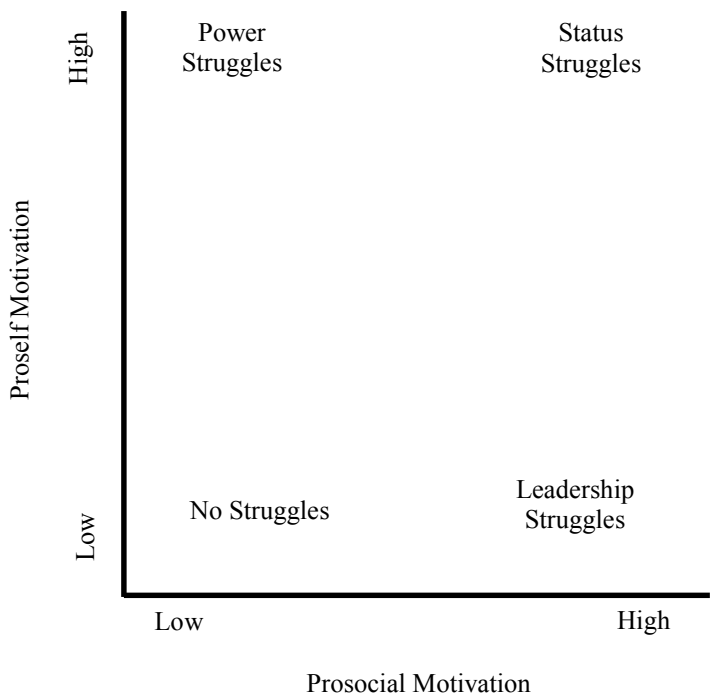 High
Power
Struggles
Status
Struggles
Proself Motivation
Low
No Struggles
Leadership
Struggles
Low
High
Prosocial Motivation